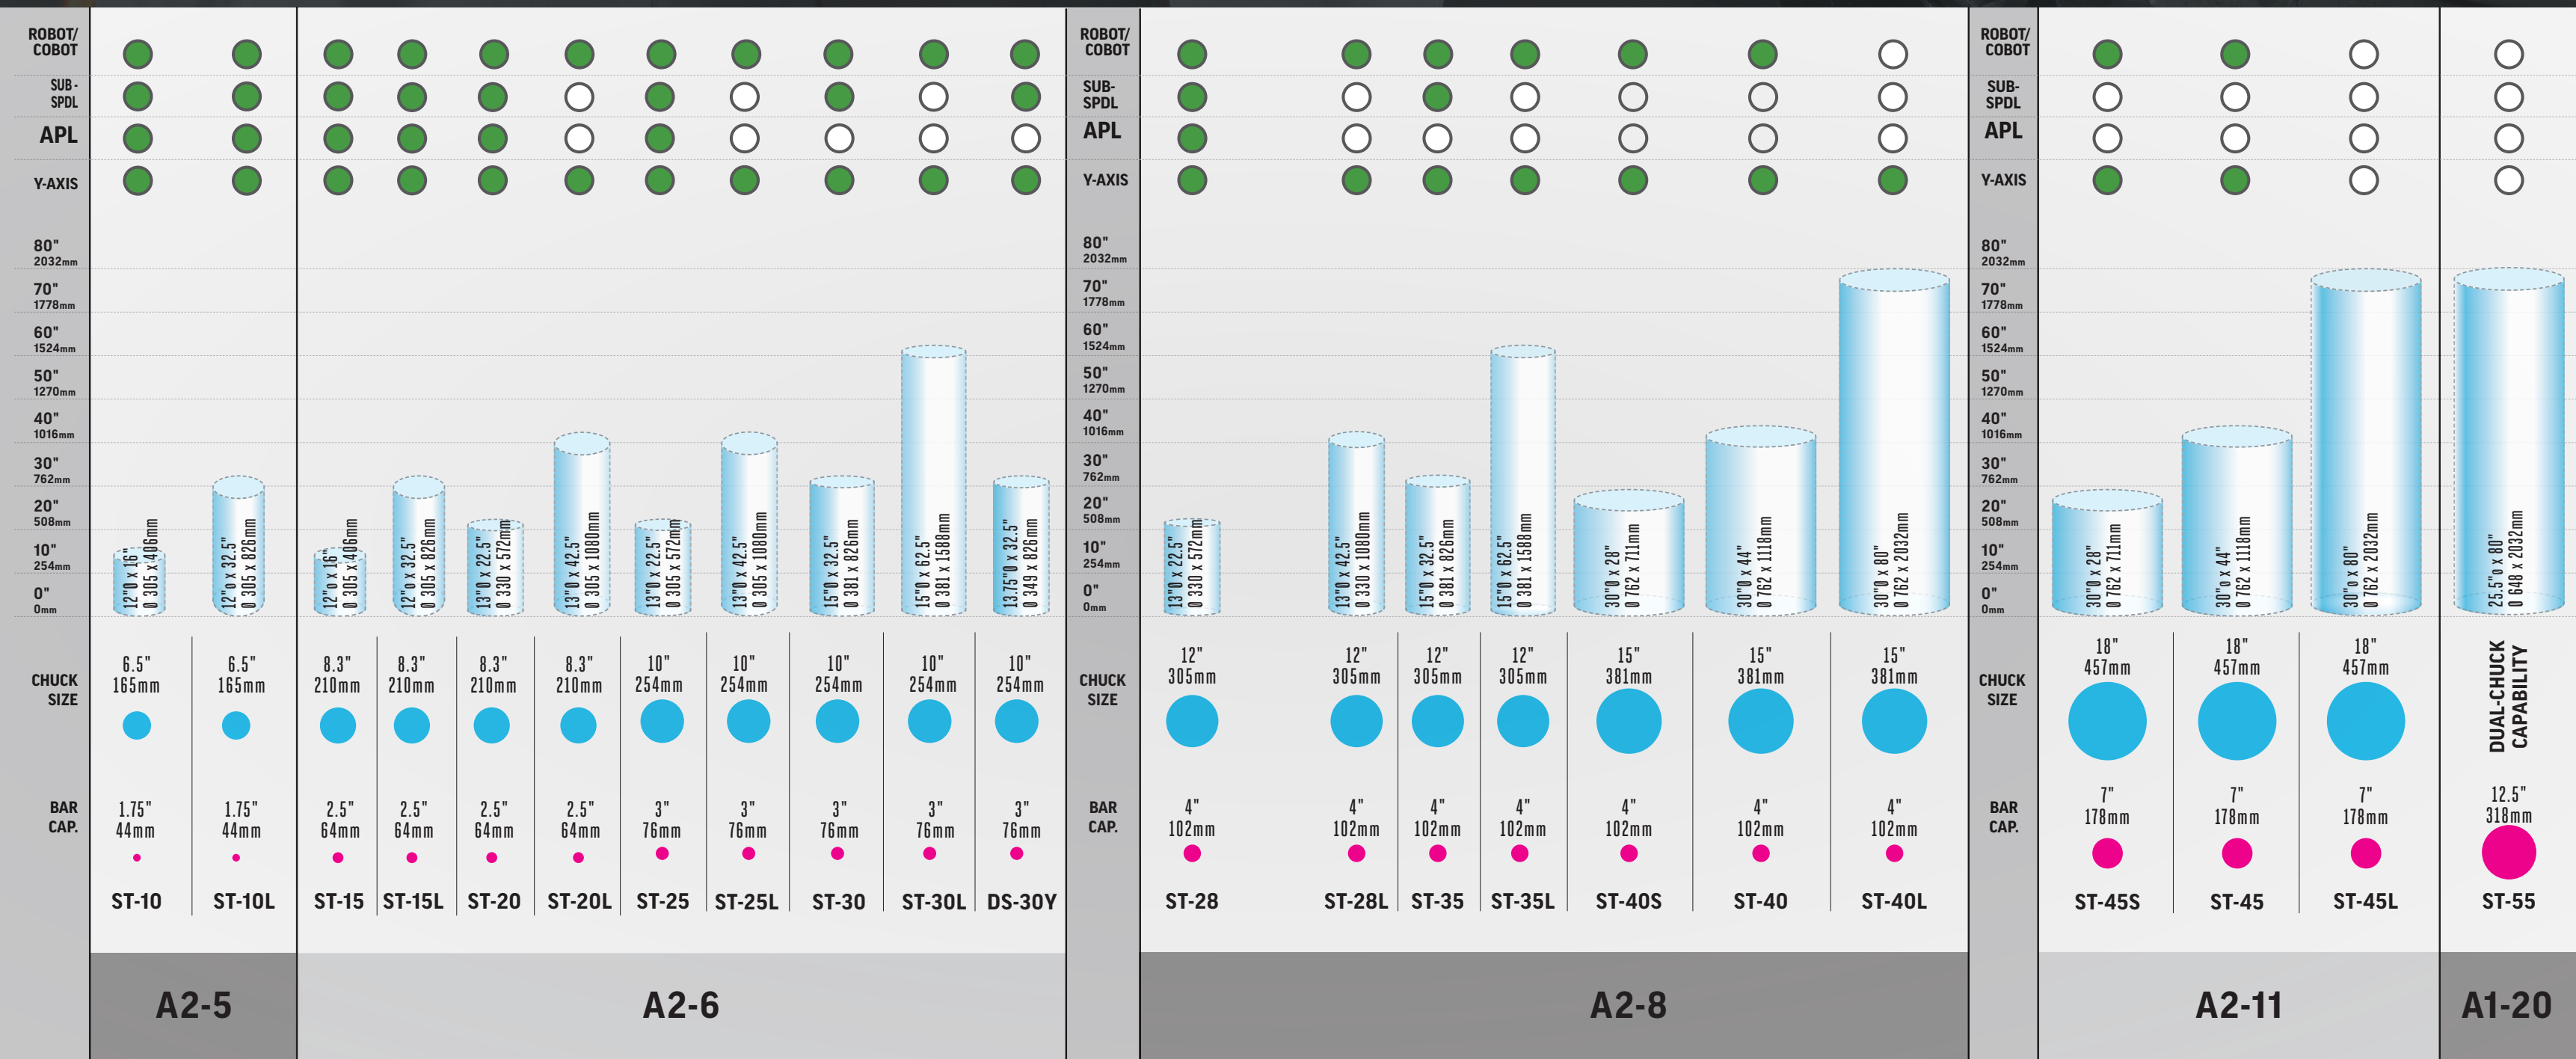 ROBOT/
COBOT
SUB-
SPDL
APL
Y-AXIS
80"
2032mm
70"
1778mm
60"
1524mm
50"
1270mm
40"
1016mm
30"
762mm
20"
508mm
10"
254mm
0"
0mm
CHUCK
SIZE
BAR
CAP.
12"Ø x 16"
Ø 305 x 406mm
12"Ø x 32.5"
Ø 305 x 826mm
6.5"
165mm
6.5"
165mm
1.75"
44mm
1.75"
44mm
ST-10
ST-10L
A2-5
12"Ø x 16"
Ø 305 x 406mm
12"Ø x 32.5"
Ø 305 x 826mm
13"Ø x 22.5"
Ø 330 x 572mm
13"Ø x 42.5"
Ø 305 x 1080mm
13"Ø x 22.5"
Ø 305 x 572mm
13"Ø x 42.5"
Ø 305 x 1080mm
15"Ø x 32.5"
Ø 381 x 826mm
15"Ø x 62.5"
Ø 381 x 1588mm
13.75"Ø x 32.5"
Ø 349 x 826mm
8.3"
210mm
8.3"
210mm
8.3"
210mm
8.3"
210mm
10"
254mm
10"
254mm
10"
254mm
10"
254mm
10"
254mm
2.5"
64mm
2.5"
64mm
2.5"
64mm
2.5"
64mm
3"
76mm
3"
76mm
3"
76mm
3"
76mm
3"
76mm
ST-15
ST-15L
ST-20
ST-20L
ST-25
ST-25L
ST-30
ST-30L
DS-30Y
A2-6
ROBOT/
COBOT
SUB-
SPDL
APL
Y-AXIS
80"
2032mm
70"
1778mm
60"
1524mm
50"
1270mm
40"
1016mm
30"
762mm
20"
508mm
10"
254mm
0"
0mm
CHUCK
SIZE
BAR
CAP.
13"Ø x 22.5"
Ø 330 x 572mm
13"Ø x 42.5"
Ø 330 x 1080mm
15"Ø x 32.5"
Ø 381 x 826mm
15"Ø x 62.5"
Ø 381 x 1588mm
30"Ø x 28"
Ø 762 x 711mm
30"Ø x 44"
Ø 762 x 1118mm
30"Ø x 80"
Ø 762 x 2032mm
12"
305mm
12"
305mm
12"
305mm
12"
305mm
15"
381mm
15"
381mm
15"
381mm
4"
102mm
4"
102mm
4"
102mm
4"
102mm
4"
102mm
4"
102mm
4"
102mm
ST-28
ST-28L
ST-35
ST-35L
ST-40S
ST-40
ST-40L
A2-8
ROBOT/
COBOT
SUB-
SPDL
APL
Y-AXIS
80"
2032mm
70"
1778mm
60"
1524mm
50"
1270mm
40"
1016mm
30"
762mm
20"
508mm
10"
254mm
0"
0mm
CHUCK
SIZE
BAR
CAP.
30"Ø x 28"
Ø 762 x 711mm
30"Ø x 44"
Ø 762 x 1118mm
30"Ø x 80"
Ø 762 x 2032mm
18"
457mm
18"
457mm
18"
457mm
7"
178mm
7"
178mm
7"
178mm
ST-45S
ST-45
ST-45L
A2-11
25.5"Ø x 80"
Ø 648 x 2032mm
DUAL-CHUCK
CAPABILITY
12.5"
318mm
ST-55
A1-20